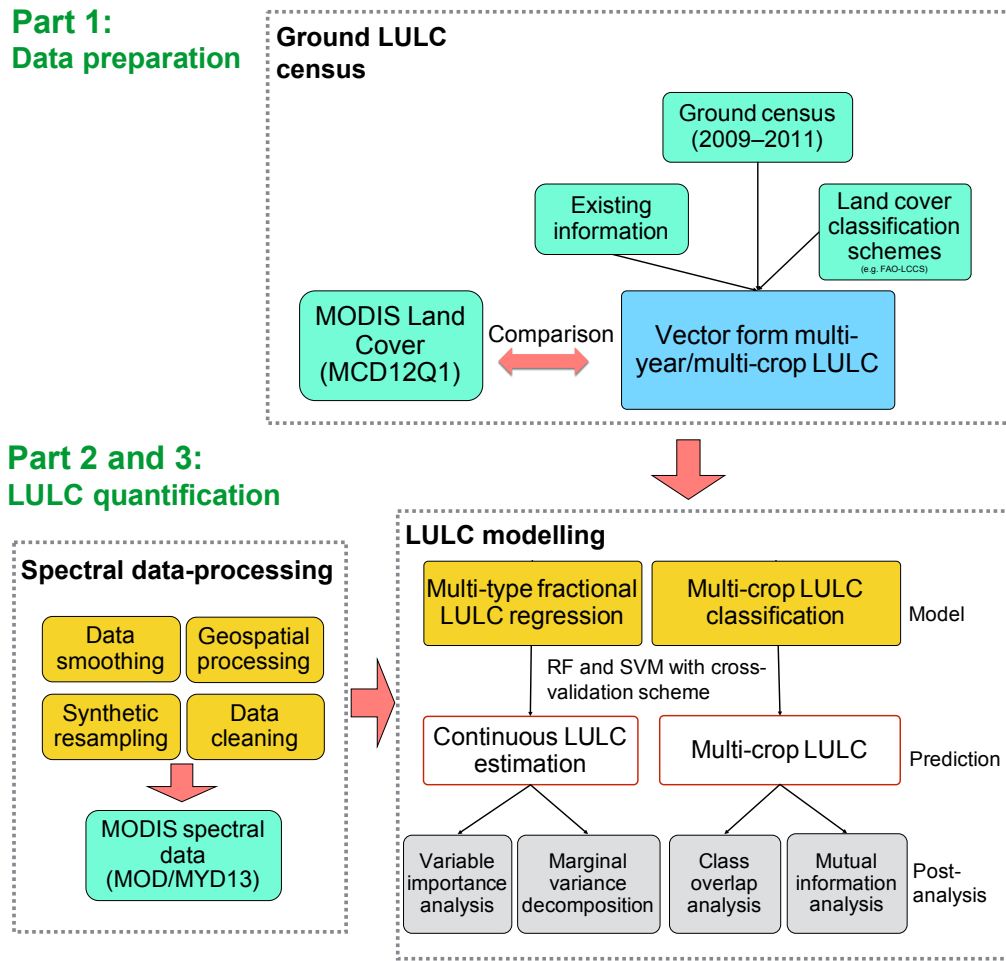 Part 1:
Data preparation
Ground LULC
census
Ground census
(2009–2011)
Existing
information
Land cover
classification
schemes
(e.g. FAO-LCCS)
MODIS Land
Cover
(MCD12Q1)
Comparison
Vector form multi-
year/multi-crop LULC
Part 2 and 3:
LULC quantification
Spectral data-processing
Data
smoothing
Geospatial
processing
Synthetic
resampling
Data
cleaning
MODIS spectral
data
(MOD/MYD13)
LULC modelling
Multi-type fractional
LULC regression
Multi-crop LULC
classification
Model
RF and SVM with cross-
validation scheme
Continuous LULC
estimation
Multi-crop LULC
Prediction
Variable
importance
analysis
Marginal
variance
decomposition
Class
overlap
analysis
Mutual
information
analysis
Post-
analysis